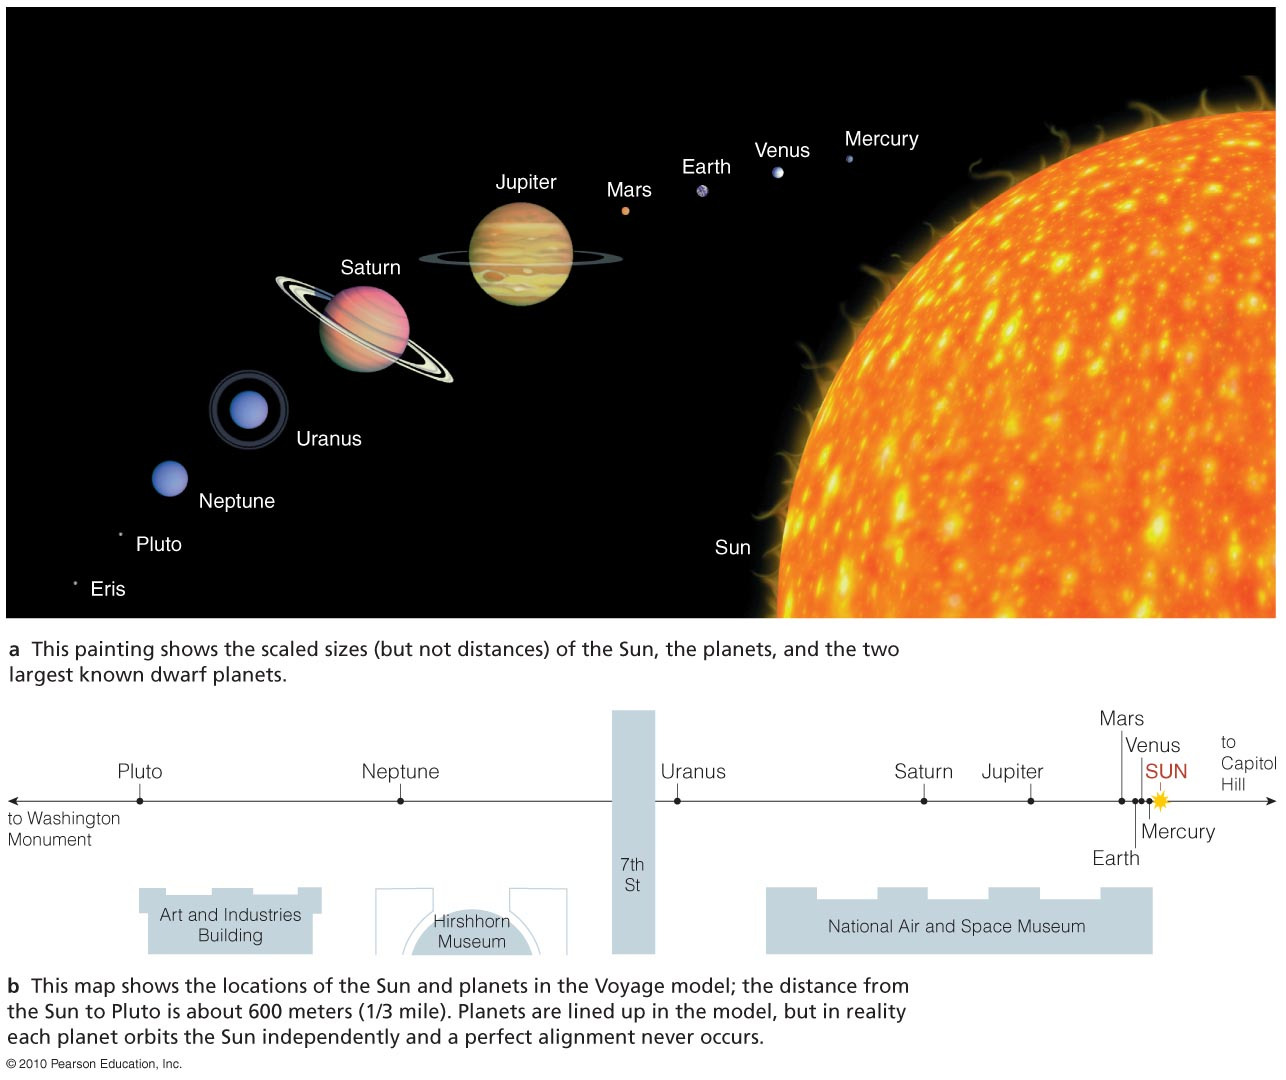 Mercury
Venus
Earth
Mars
Jupiter
Saturn
Uranus
Neptune
Pluto
Eris
Sun
a This painting shows the scaled sizes (but not distances) of the Sun, the planets, and the two
largest known dwarf planets.
Pluto
Neptune
Uranus
Saturn
Jupiter
Mars
Venus
SUN
to
Capitol
Hill
to Washington
Monument
Mercury
Earth
7th
St
Art and Industries
Building
Hirshhorn
Museum
National Air and Space Museum
b This map shows the locations of the Sun and planets in the Voyage model; the distance from
the Sun to Pluto is about 600 meters (1/3 mile). Planets are lined up in the model, but in reality
each planet orbits the Sun independently and a perfect alignment never occurs.
© 2010 Pearson Education, Inc.